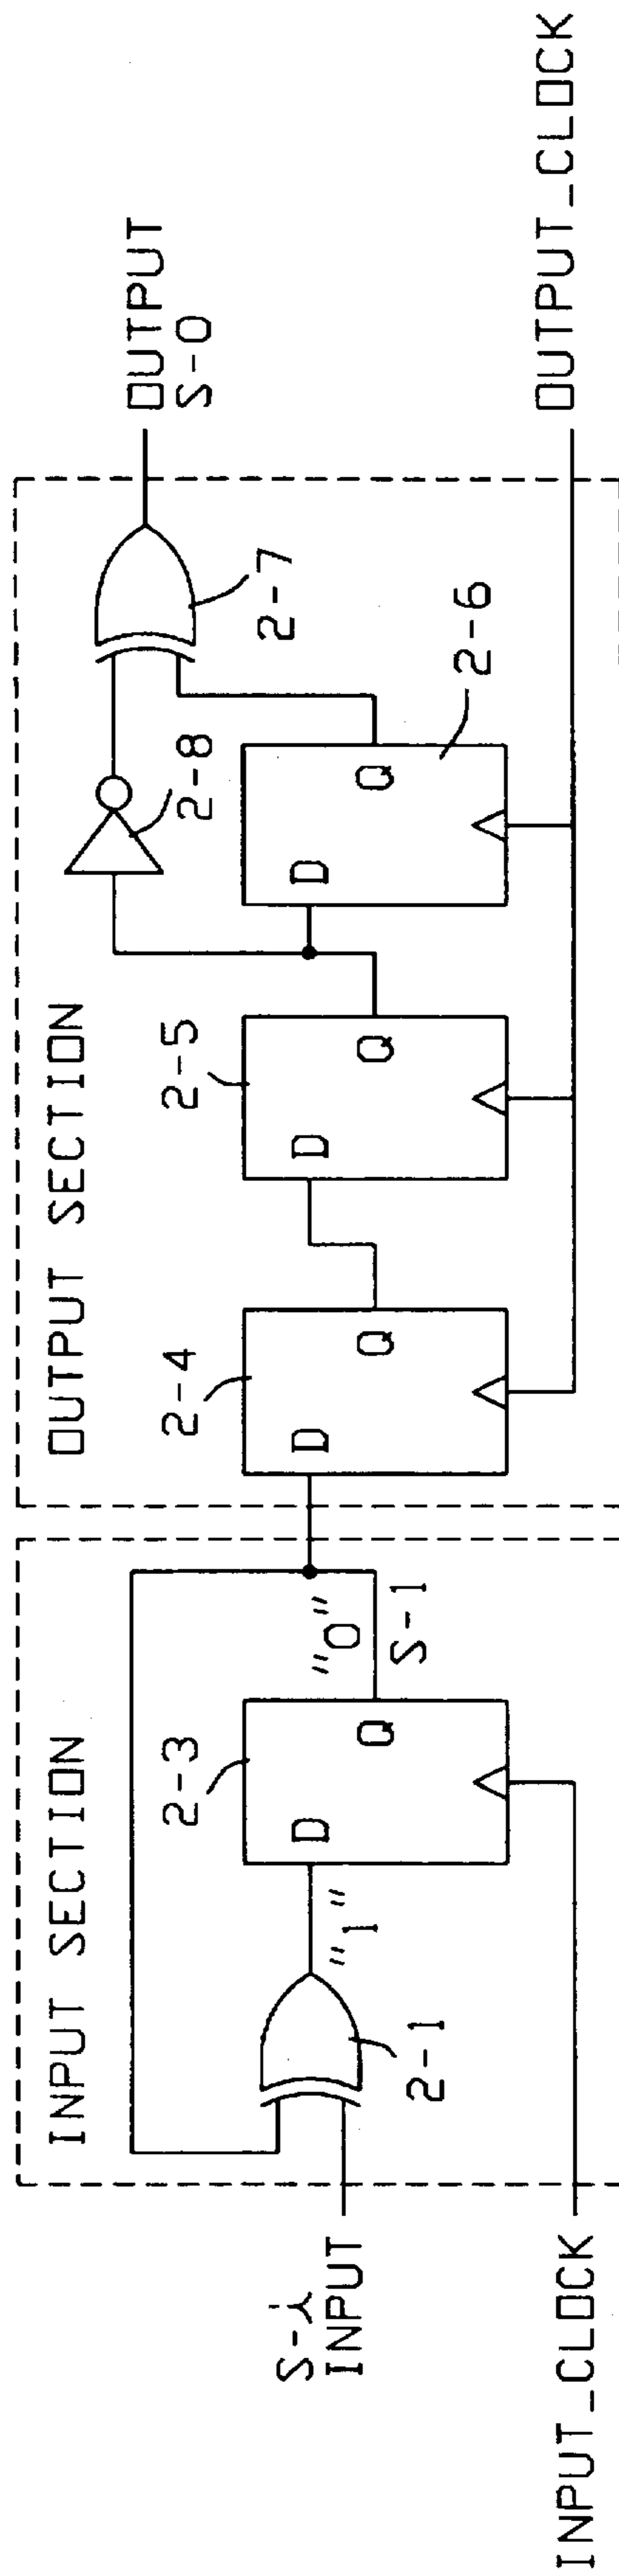 INPUT SECTION
OUTPUT SECTION
S-i
INPUT
INPUT_CLOCK
2-1
"1"
2-3
D
Q
"0"
S-1
2-4
D
Q
2-5
D
Q
2-8
2-6
D
Q
2-7
OUTPUT
S-O
OUTPUT_CLOCK